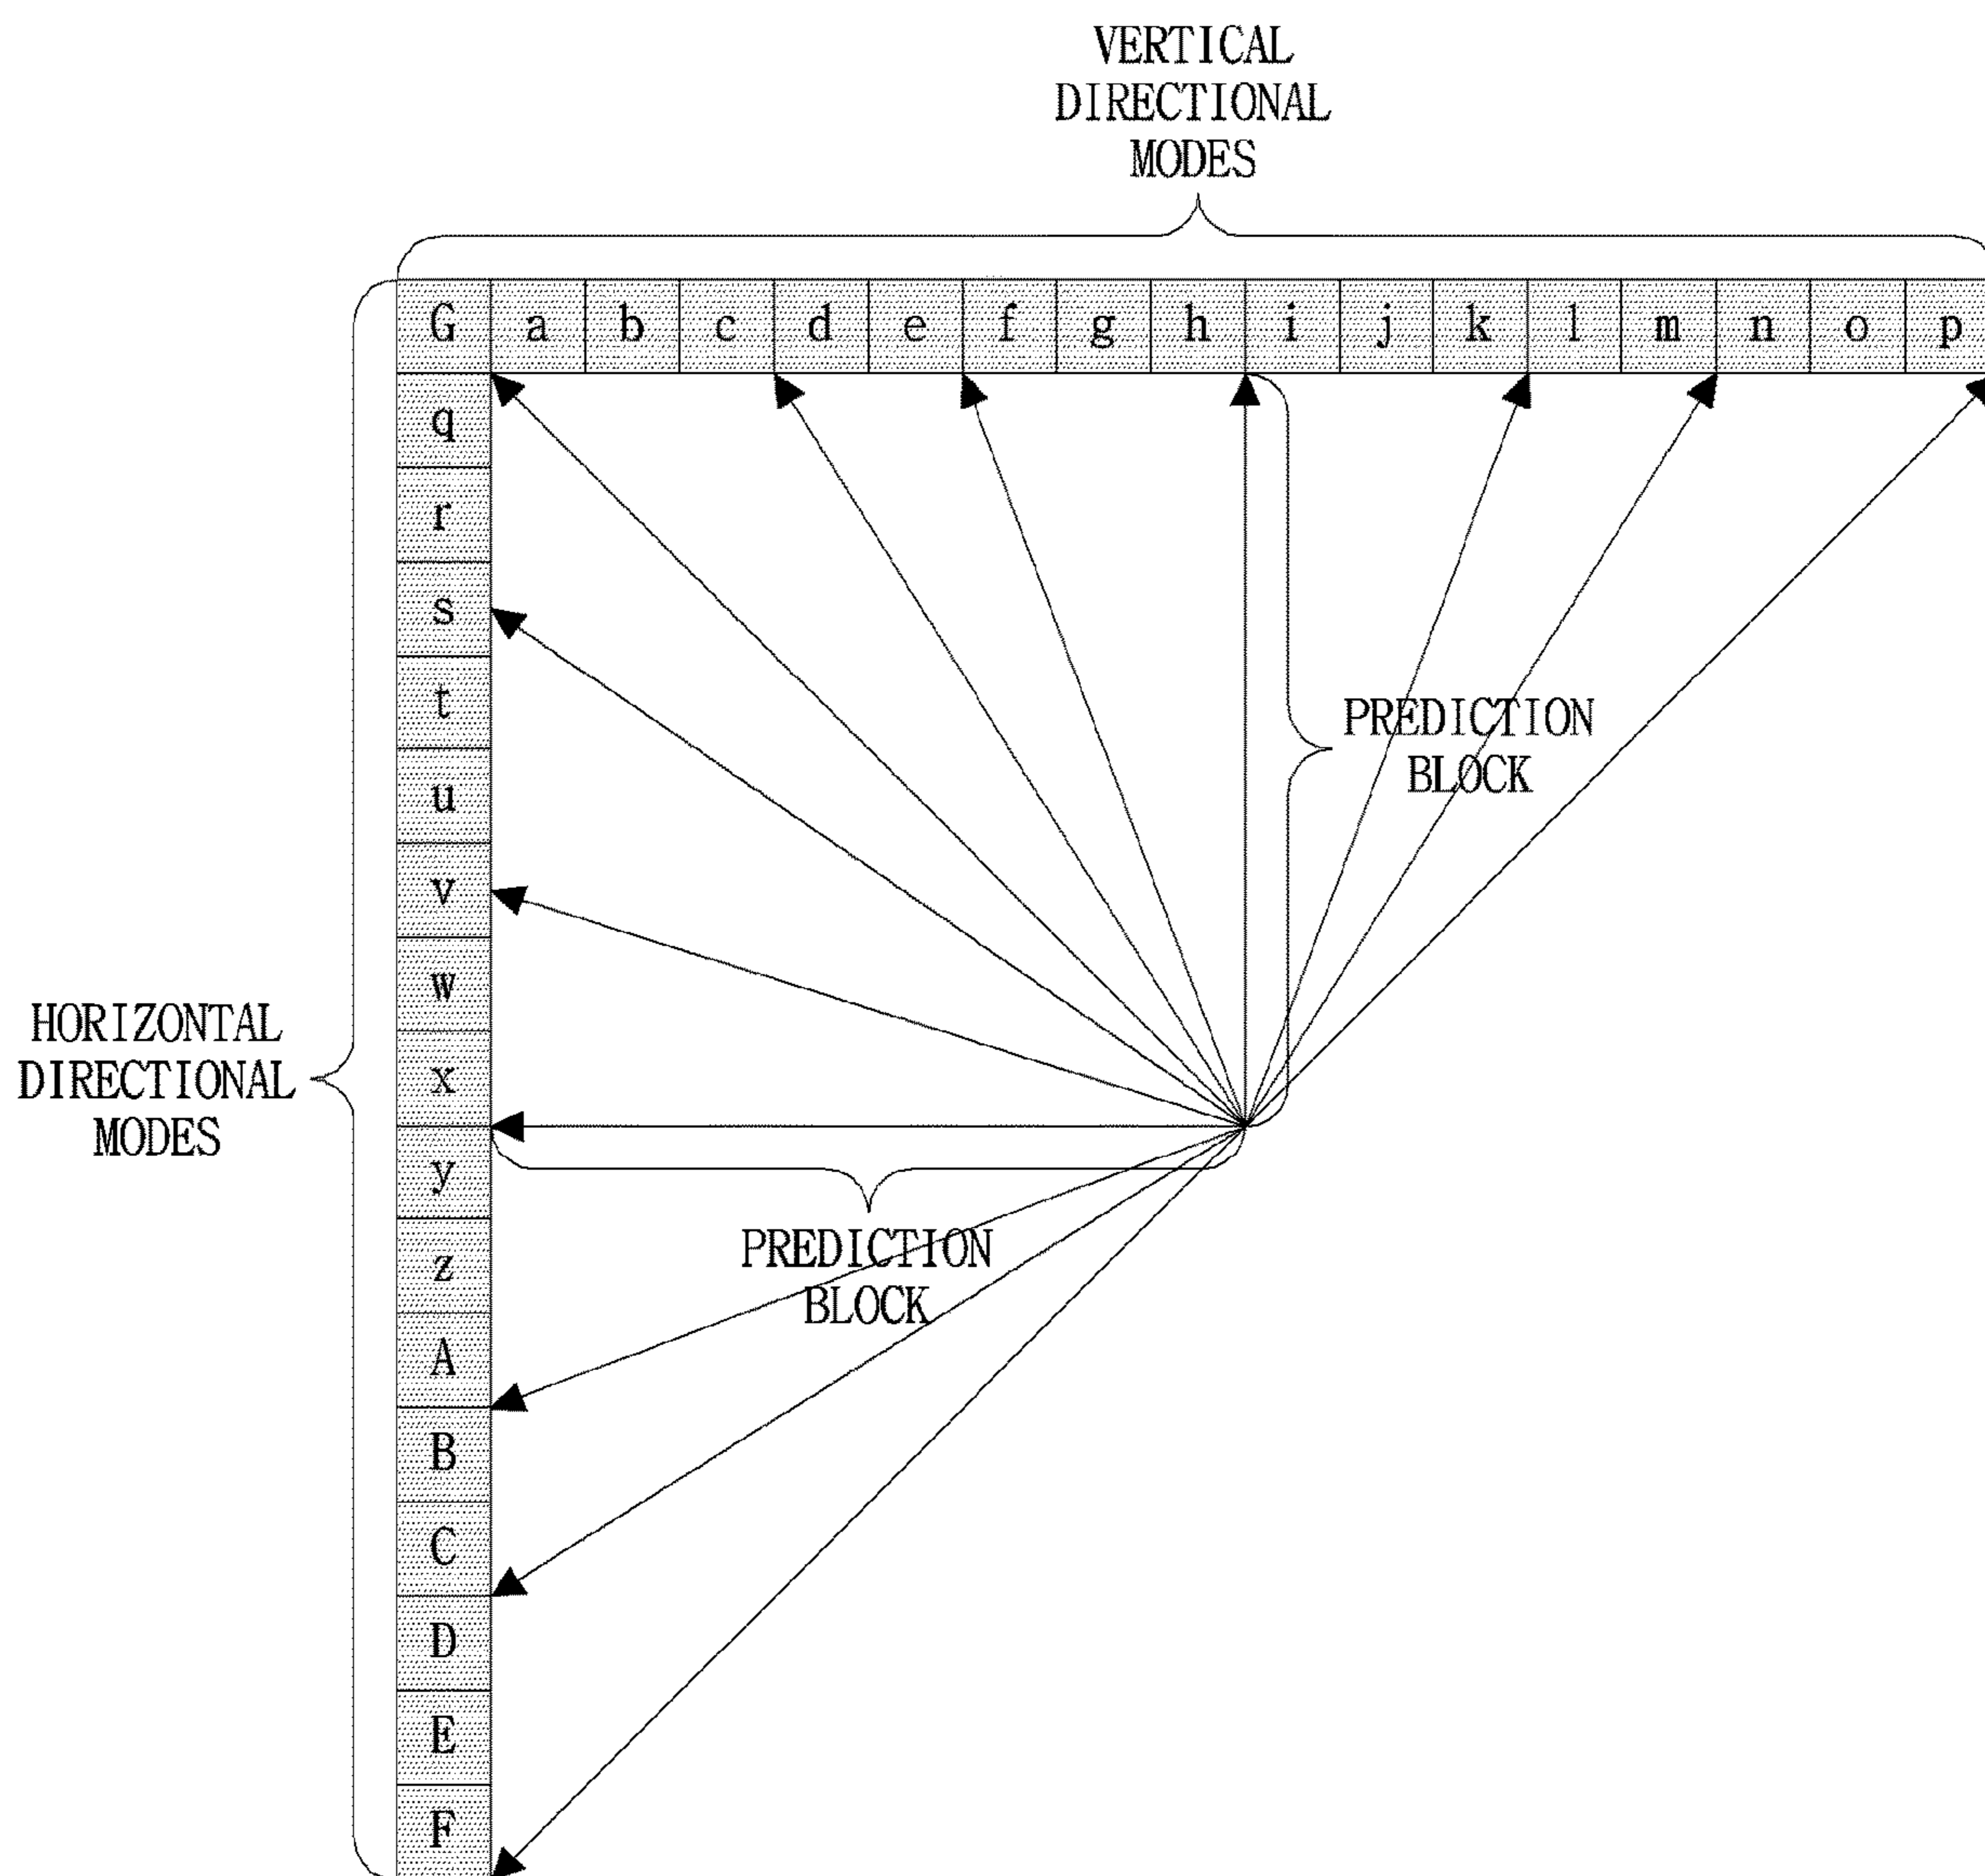 VERTICAL
DIRECTIONAL
MODES
G a b c d e f g h i j k l m n o p
q
r
s
t
u
v
w
x
y
z
A
B
C
D
E
F
PREDICTION
BLOCK
HORIZONTAL
DIRECTIONAL
MODES
PREDICTION
BLOCK